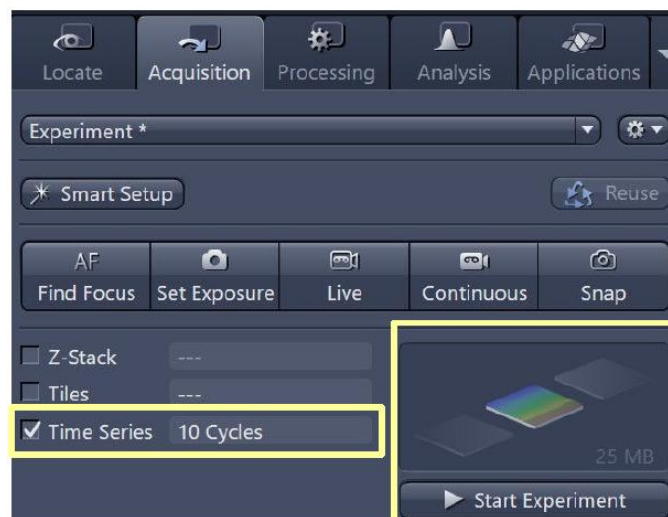 Locate Acquisition Processing Analysis Applications
Experiment *
Smart Setup Reuse
AF
Find Focus Set Exposure Live Continuous Snap
Z-Stack ---
Tiles ---
Time Series 10 Cycles
25 MB
Start Experiment